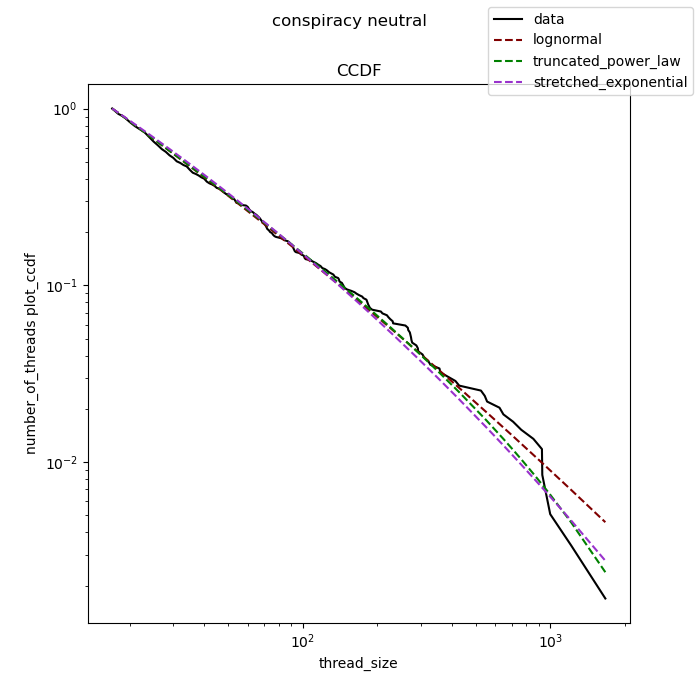 conspiracy neutral
data
lognormal
truncated_power_law
stretched_exponential
CCDF
number_of_threads plot_ccdf
10⁰
10⁻¹
10⁻²
10²
10³
thread_size